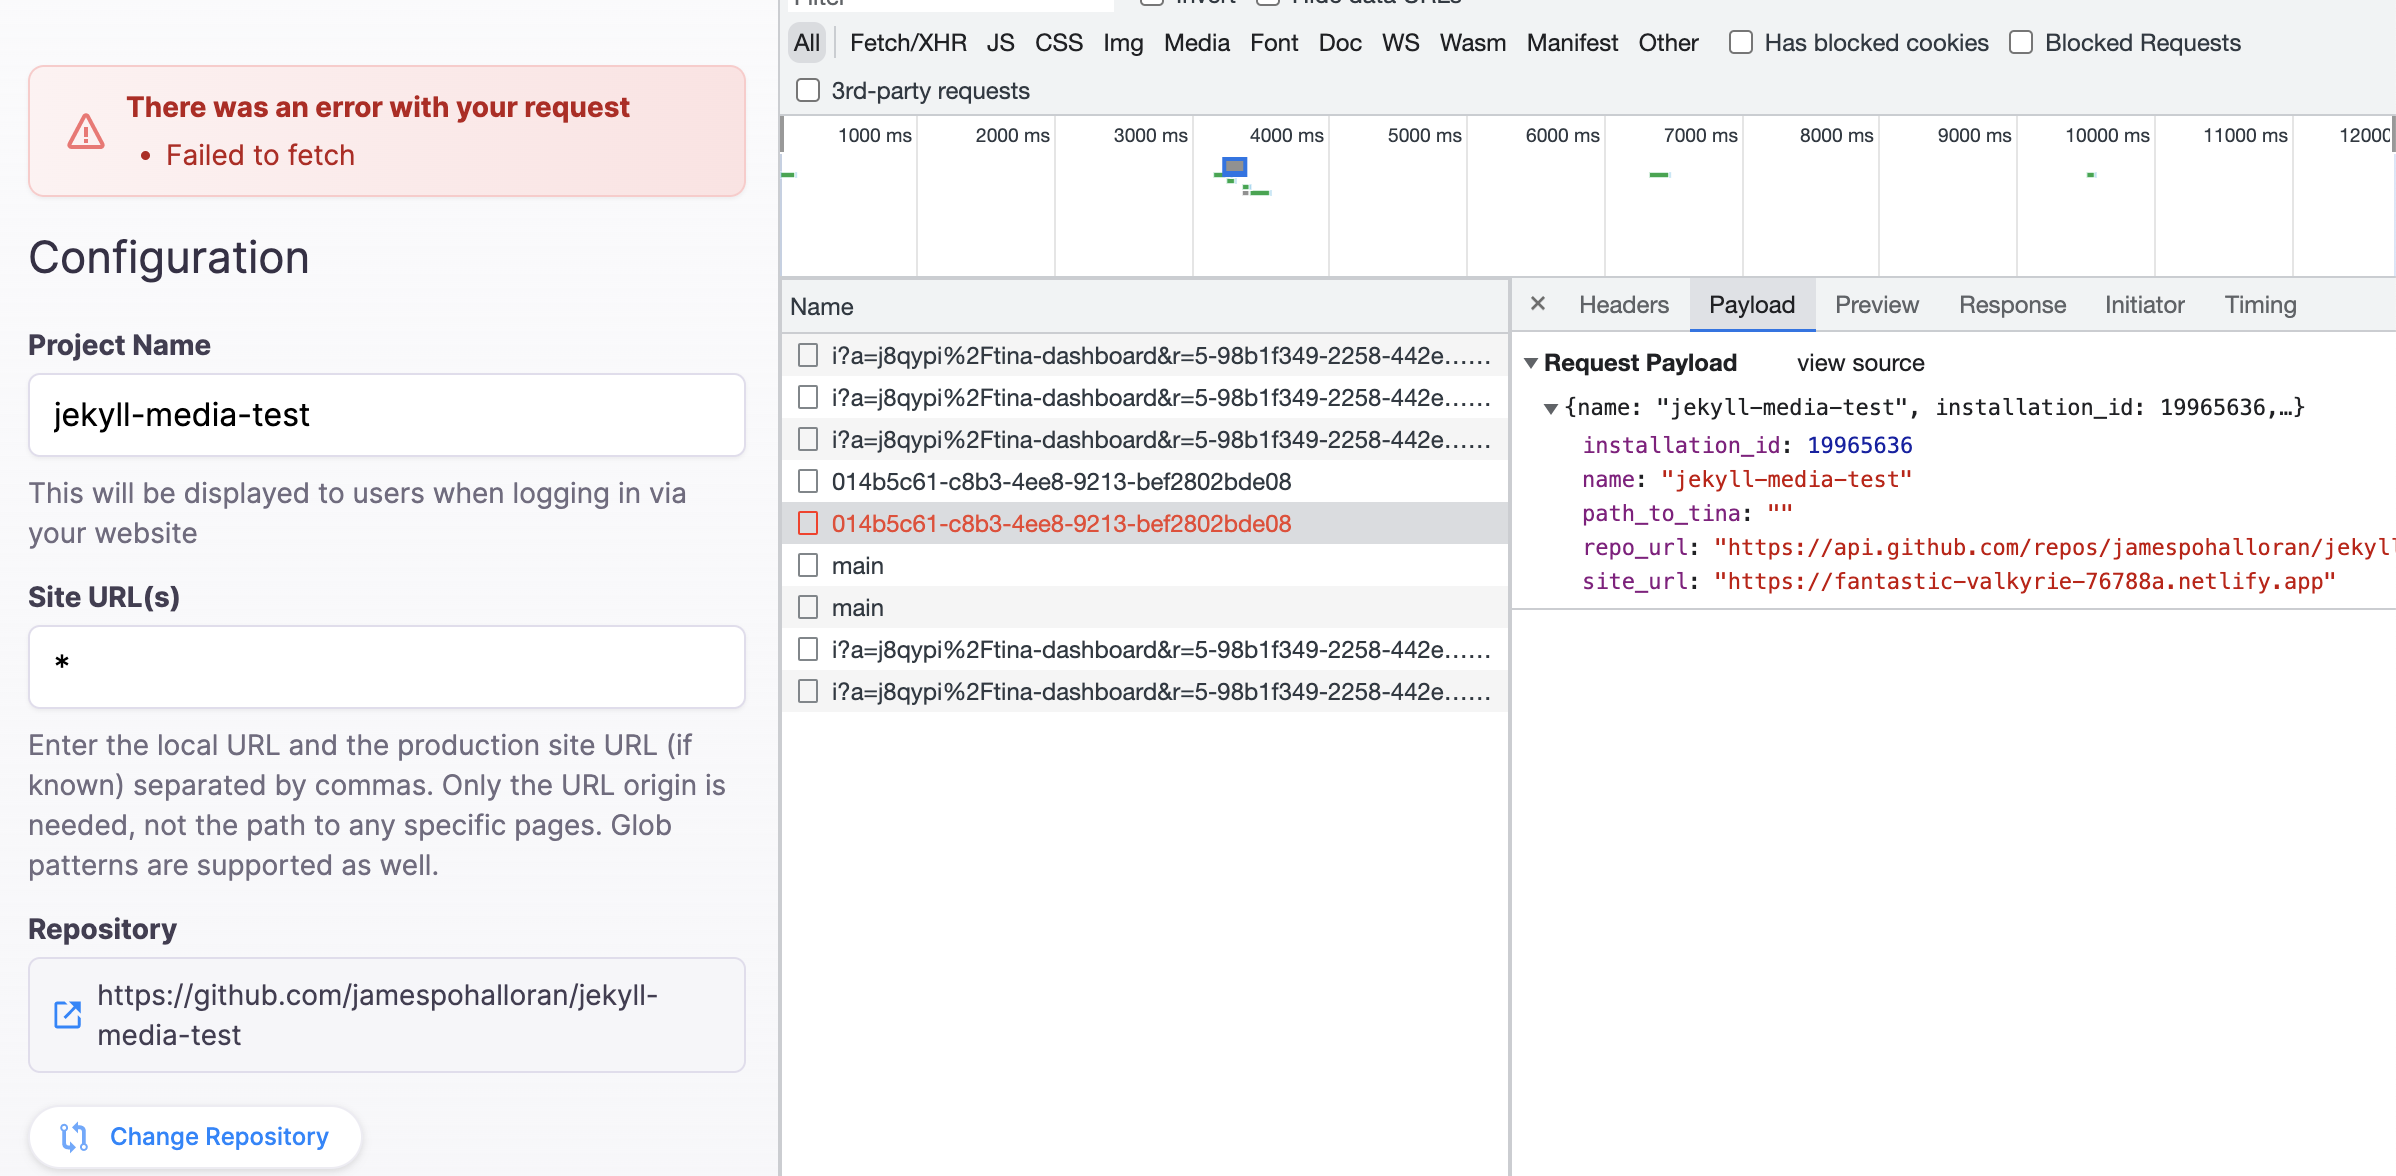 There was an error with your request
• Failed to fetch
Configuration
Project Name
jekyll-media-test
This will be displayed to users when logging in via
your website
Site URL(s)
*
Enter the local URL and the production site URL (if
known) separated by commas. Only the URL origin is
needed, not the path to any specific pages. Glob
patterns are supported as well.
Repository
https://github.com/jamespohalloran/jekyll-
media-test
Change Repository
Filter Invert Hide data URLs
All Fetch/XHR JS CSS Img Media Font Doc WS Wasm Manifest Other Has blocked cookies Blocked Requests
3rd-party requests
1000 ms 2000 ms 3000 ms 4000 ms 5000 ms 6000 ms 7000 ms 8000 ms 9000 ms 10000 ms 11000 ms 12000
Name
i?a=j8qypi%2Ftina-dashboard&r=5-98b1f349-2258-442e......
i?a=j8qypi%2Ftina-dashboard&r=5-98b1f349-2258-442e......
i?a=j8qypi%2Ftina-dashboard&r=5-98b1f349-2258-442e......
014b5c61-c8b3-4ee8-9213-bef2802bde08
014b5c61-c8b3-4ee8-9213-bef2802bde08
main
main
i?a=j8qypi%2Ftina-dashboard&r=5-98b1f349-2258-442e......
i?a=j8qypi%2Ftina-dashboard&r=5-98b1f349-2258-442e......
× Headers Payload Preview Response Initiator Timing
Request Payload view source
{name: "jekyll-media-test", installation_id: 19965636,…}
installation_id: 19965636
name: "jekyll-media-test"
path_to_tina: ""
repo_url: "https://api.github.com/repos/jamespohalloran/jekyll
site_url: "https://fantastic-valkyrie-76788a.netlify.app"